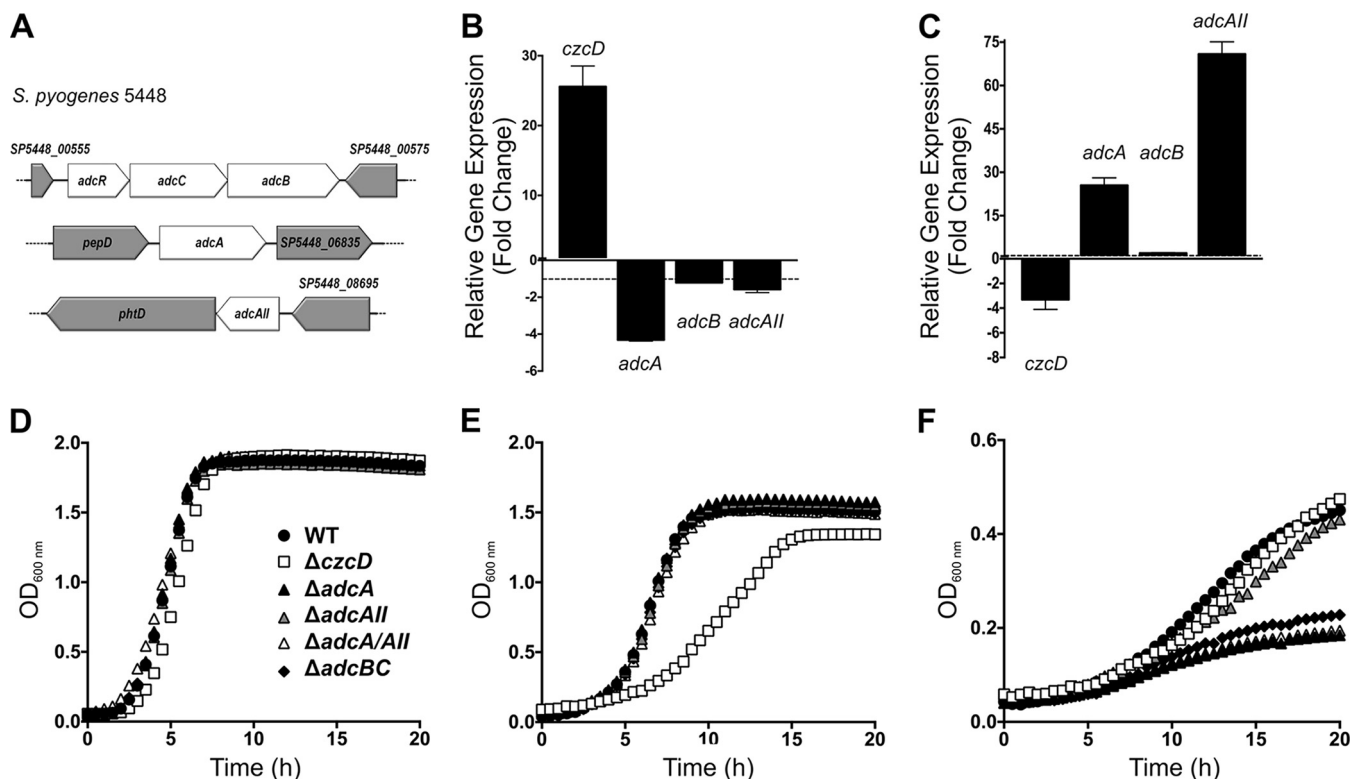 A
S. pyogenes 5448
SP5448_00555
SP5448_00575
adcR
adcC
adcB
pepD
adcA
SP5448_06835
SP5448_08695
phtD
adcAII
B
Relative Gene Expression
(Fold Change)
30
20
10
0
-2
-4
-6
czcD
adcA
adcB
adcAII
C
Relative Gene Expression
(Fold Change)
75
60
45
30
15
0
-2
-4
-6
-8
adcAII
adcA
adcB
czcD
D
OD600 nm
2.0
1.5
1.0
0.5
0.0
0
5
10
15
20
Time (h)
WT
ΔczcD
ΔadcA
ΔadcAII
ΔadcA/AII
ΔadcBC
E
OD600 nm
2.0
1.5
1.0
0.5
0.0
0
5
10
15
20
Time (h)
F
OD600 nm
0.6
0.4
0.2
0.0
0
5
10
15
20
Time (h)